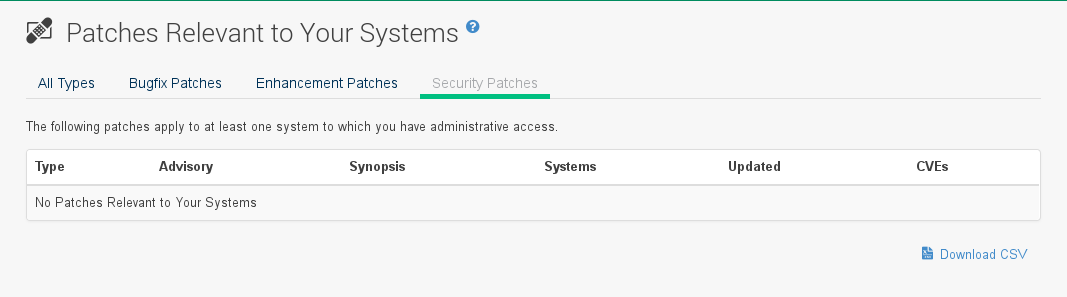 Patches Relevant to Your Systems ?
All Types Bugfix Patches Enhancement Patches Security Patches
The following patches apply to at least one system to which you have administrative access.
Type Advisory Synopsis Systems Updated CVEs
No Patches Relevant to Your Systems
Download CSV